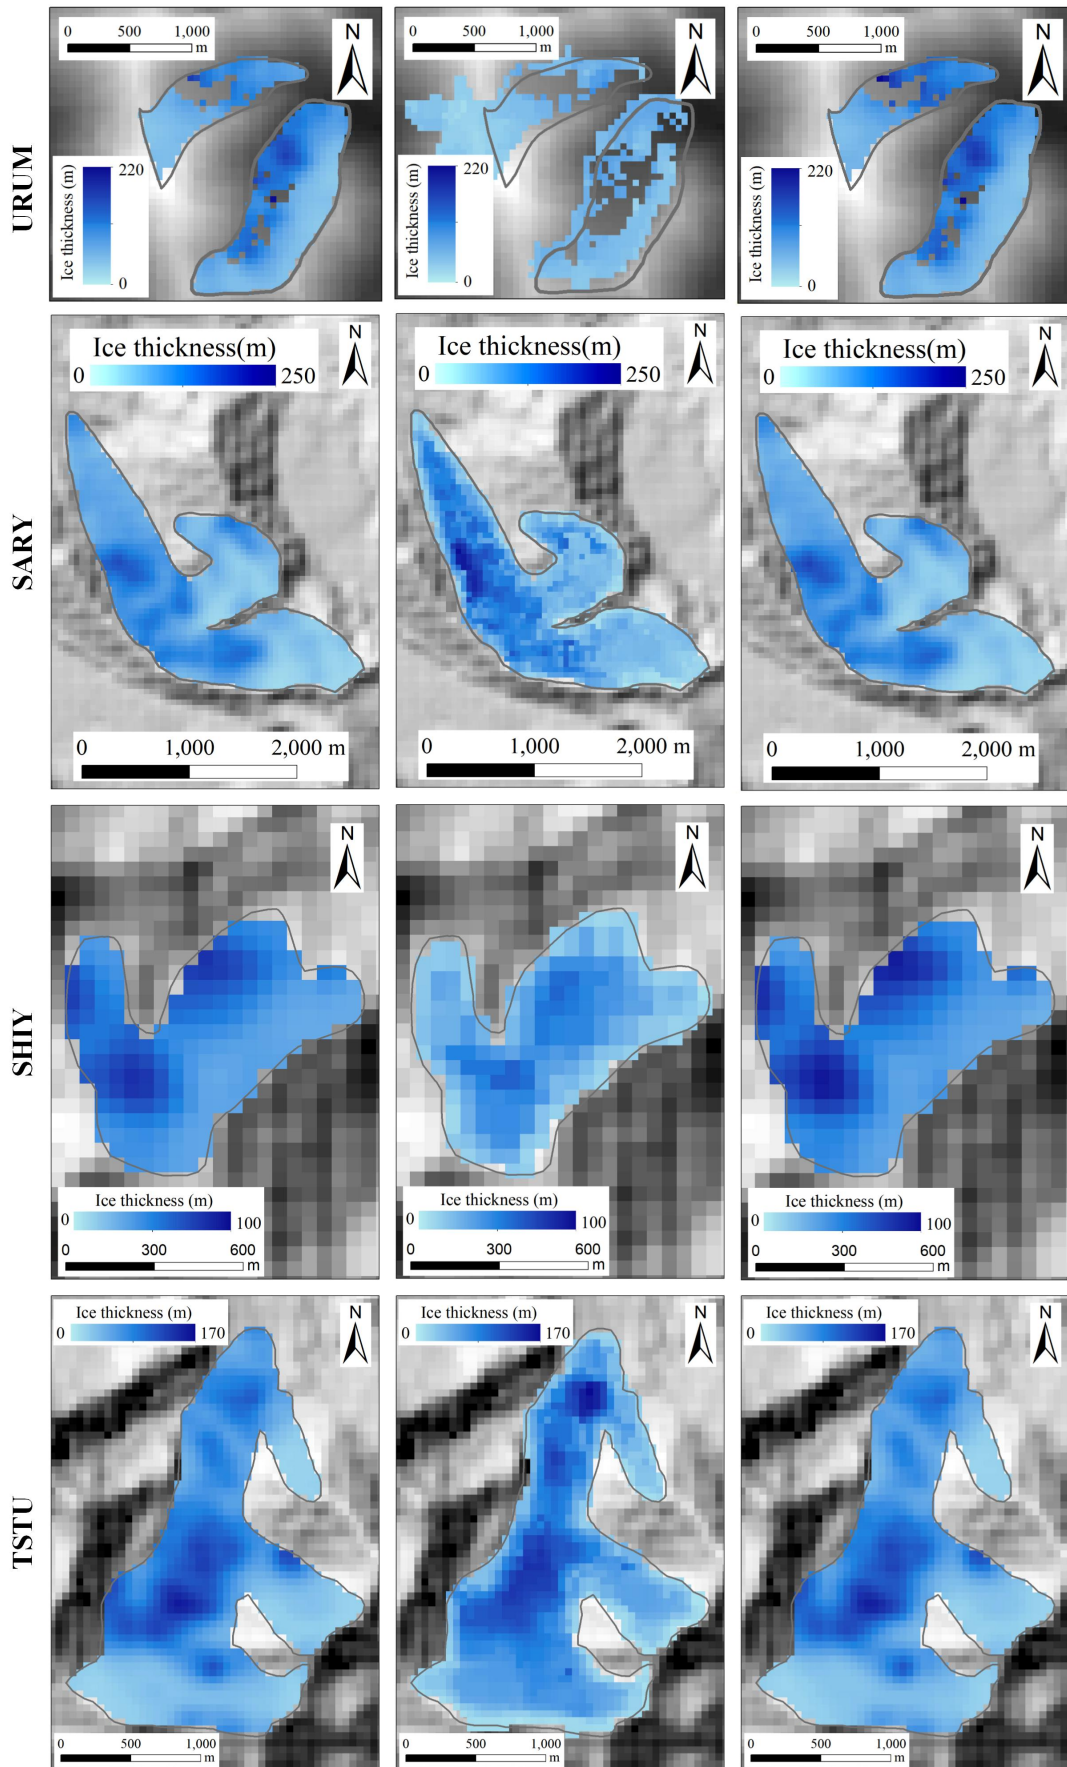 URUM
0 500 1,000
m
N
Ice thickness (m)
220
0
0 500 1,000
m
N
Ice thickness (m)
220
0
0 500 1,000
m
N
Ice thickness (m)
220
0
SARY
Ice thickness(m)
0 250
N
0 1,000 2,000 m
Ice thickness(m)
0 250
N
0 1,000 2,000 m
Ice thickness(m)
0 250
N
0 1,000 2,000 m
SHIY
N
Ice thickness (m)
0 100
0 300 600
m
N
Ice thickness (m)
0 100
0 300 600
m
N
Ice thickness (m)
0 100
0 300 600
m
TSTU
Ice thickness (m)
0 170
N
0 500 1,000
m
Ice thickness (m)
0 170
N
0 500 1,000
m
Ice thickness (m)
0 170
N
0 500 1,000
m